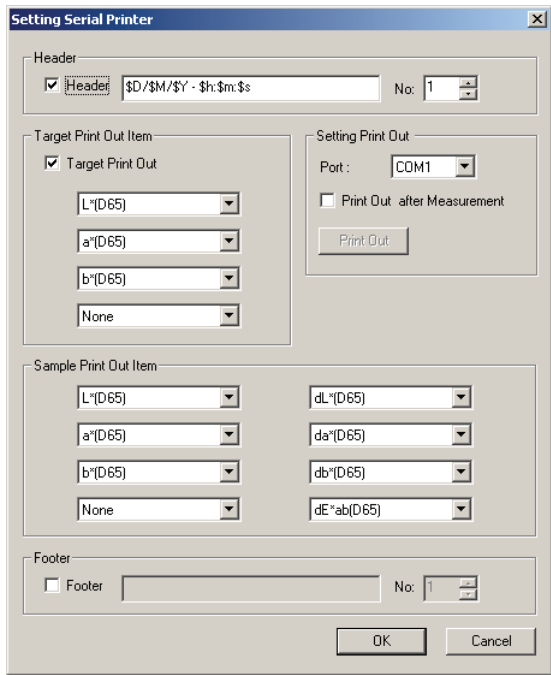 Setting Serial Printer
Header
Header $D/$M/$Y - $h:$m:$s No: 1
Target Print Out Item
Target Print Out
L*(D65)
a*(D65)
b*(D65)
None
Setting Print Out
Port : COM1
Print Out after Measurement
Print Out
Sample Print Out Item
L*(D65) dL*(D65)
a*(D65) da*(D65)
b*(D65) db*(D65)
None dE*ab(D65)
Footer
Footer No: 1
OK Cancel